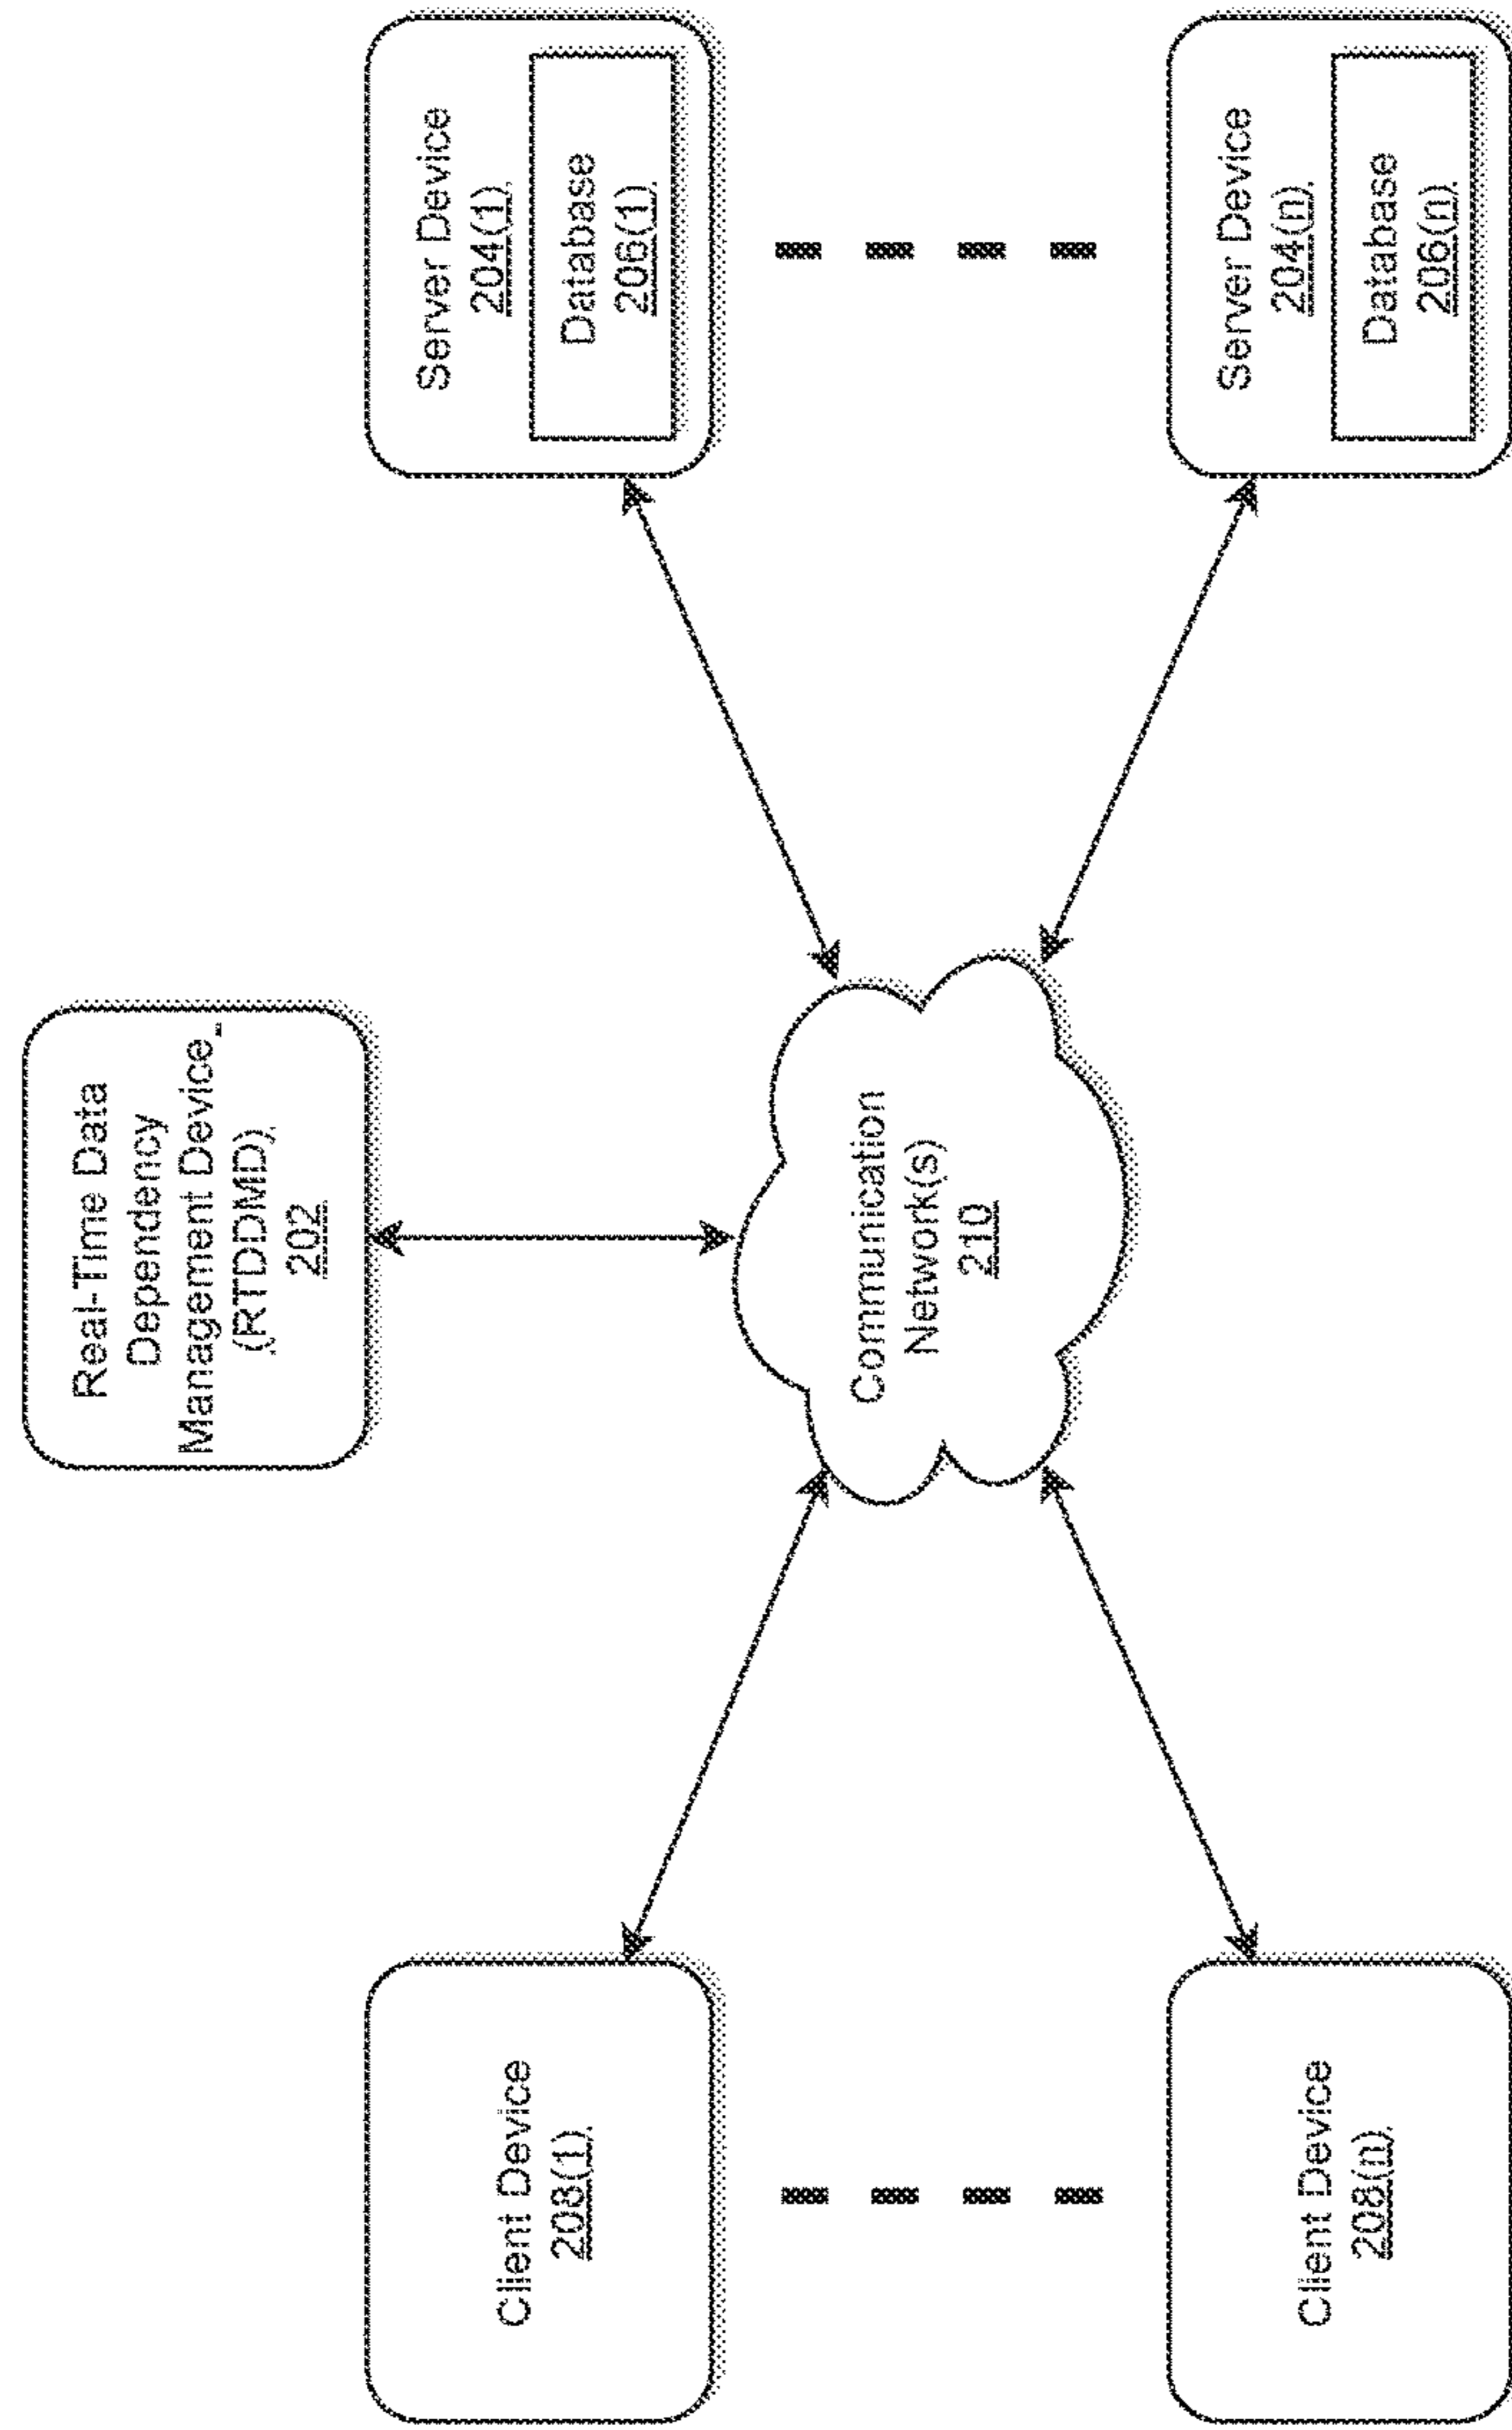 Real-Time Data
Dependency
Management Device
(RTDDMD)
202
Client Device
208(1)
Communication
Network(s)
210
Server Device
204(1)
Database
206(1)
Client Device
208(n)
Server Device
204(n)
Database
206(n)